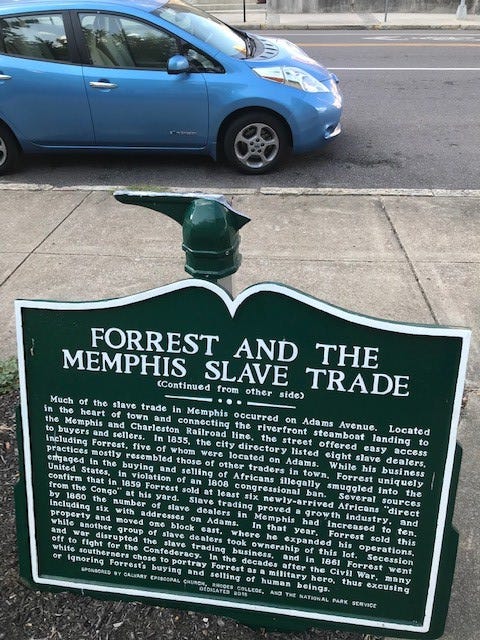 FORREST AND THE
MEMPHIS SLAVE TRADE
(Continued from other side)
Much of the slave trade in Memphis occurred on Adams Avenue. Located
in the heart of town and connecting the riverfront steamboat landing to
the Memphis and Charleston Railroad line, the street offered easy access
to buyers and sellers. In 1855, the city directory listed eight slave dealers,
including Forrest, five of whom were located on Adams. While his business
practices mostly resembled those of other traders in town, Forrest uniquely
engaged in the buying and selling of Africans illegally smuggled into the
United States, in violation of an 1808 congressional ban. Several sources
confirm that in 1859 Forrest sold at least six newly-arrived Africans "direct
from the Congo" at his yard. Slave trading proved a growth industry, and
by 1860 the number of slave dealers in Memphis had increased to ten,
including six with addresses on Adams. In that year, Forrest sold this
property and moved one block east, where he expanded his operations,
while another group of slave dealers took ownership of this lot. Secession
and war disrupted the slave trading business, and in 1861 Forrest went
off to fight for the Confederacy. In the decades after the Civil War, many
white southerners chose to portray Forrest as a military hero, thus excusing
or ignoring Forrest's buying and selling of human beings.
SPONSORED BY CALVARY EPISCOPAL CHURCH, RHODES COLLEGE, AND THE NATIONAL PARK SERVICE
DEDICATED 2018